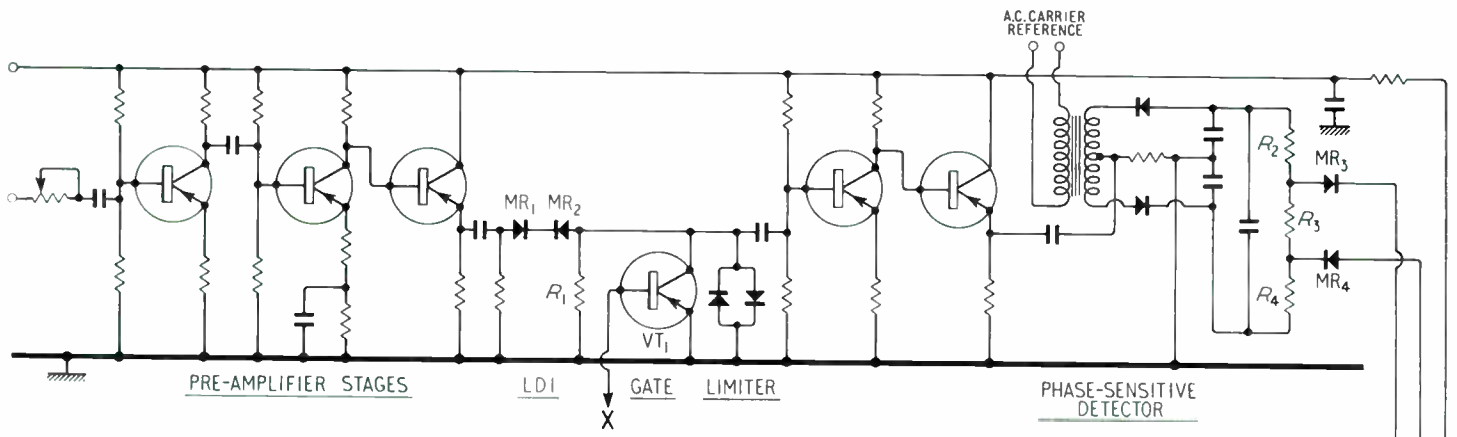 A.C. CARRIER
REFERENCE
R2
MR3
MR1 MR2
R3
R1
R4
MR4
VT1
PRE-AMPLIFIER STAGES
LD1
GATE
LIMITER
PHASE-SENSITIVE
DETECTOR
X